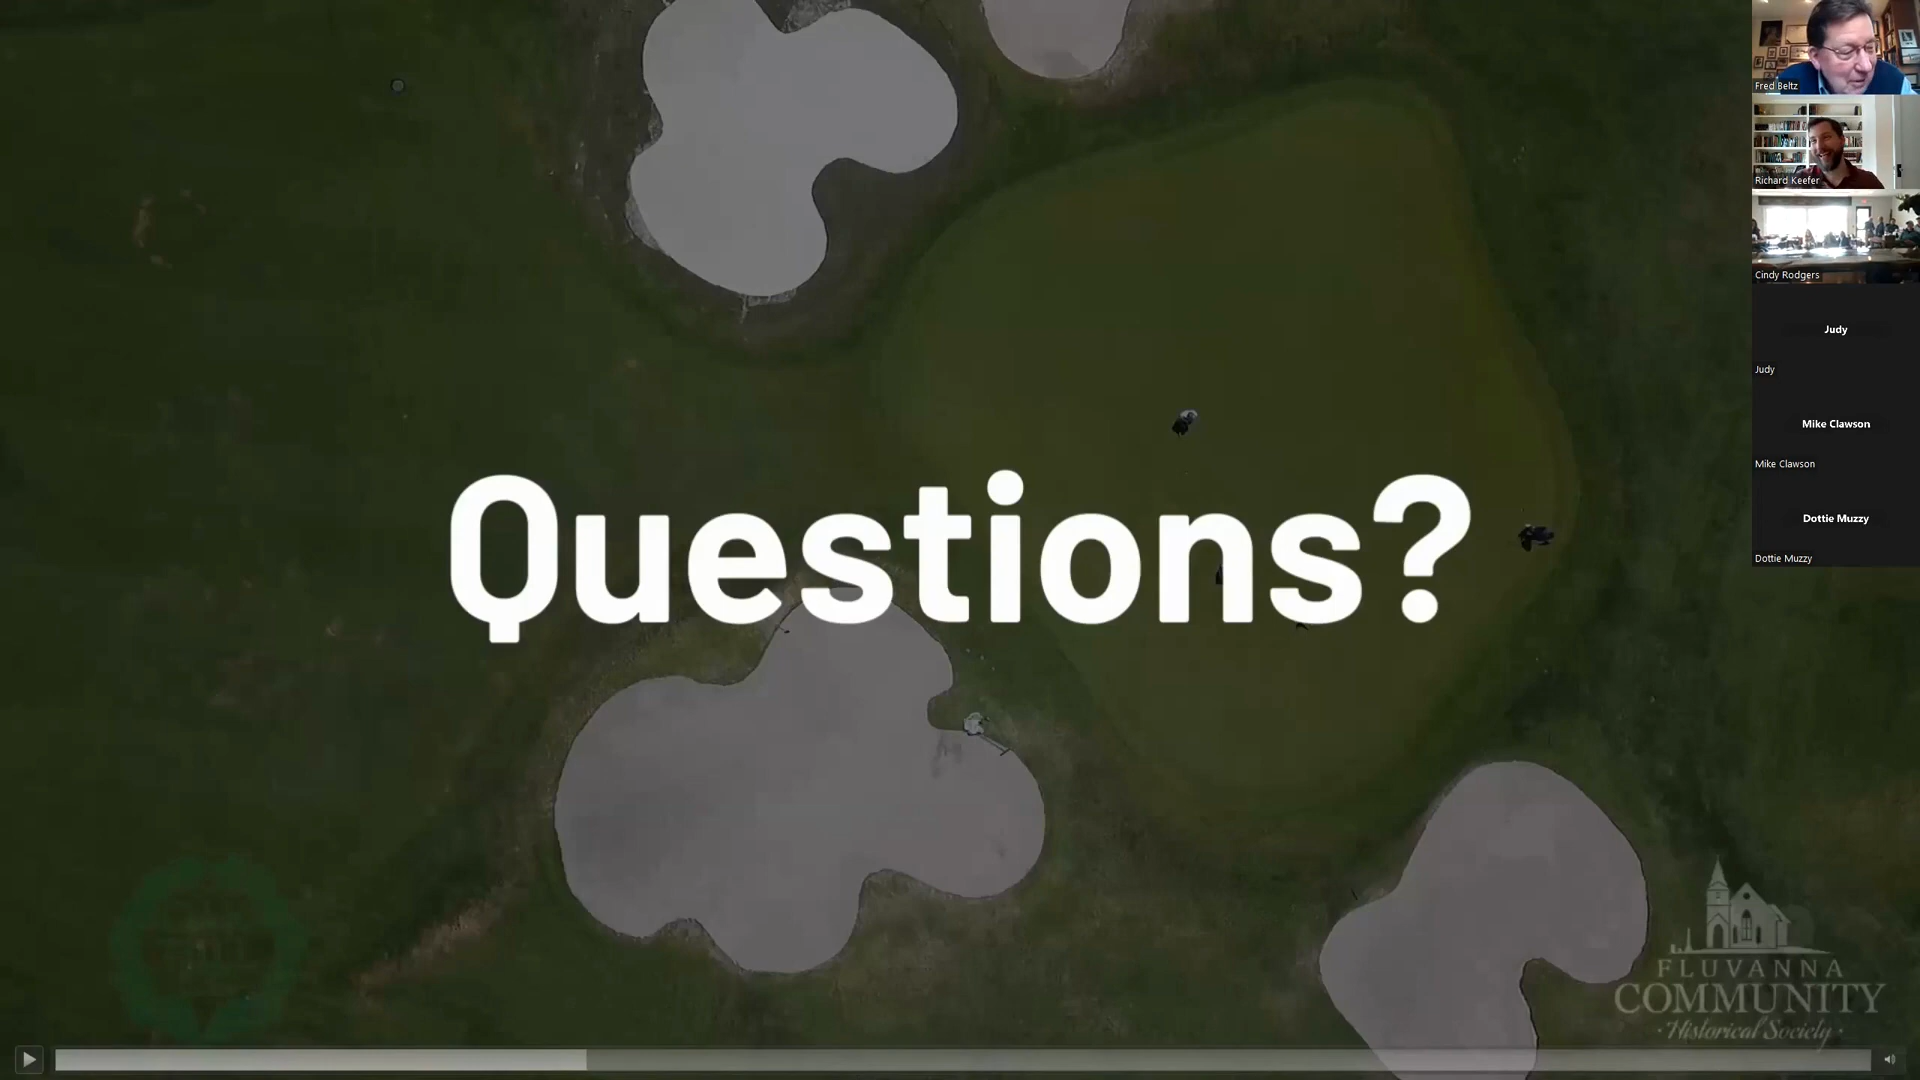 Questions?
Fred Beltz
Richard Keefer
Cindy Rodgers
Judy
Judy
Mike Clawson
Mike Clawson
Dottie Muzzy
Dottie Muzzy
FLUVANNA
COMMUNITY
· Historical Society ·